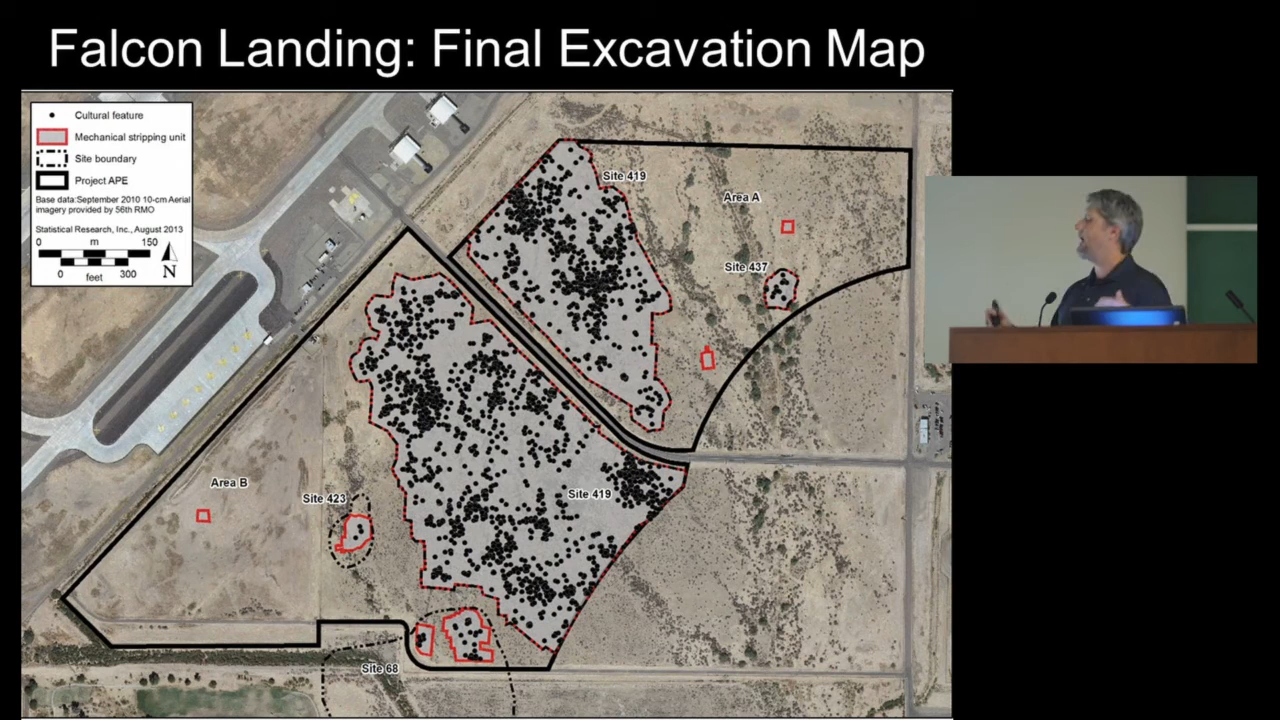 Falcon Landing: Final Excavation Map
Cultural feature
Mechanical stripping unit
Site boundary
Project APE
Base data:September 2010 10-cm Aerial
imagery provided by 56th RMO
Statistical Research, Inc., August 2013
0 m 150
0 feet 300
N
Site 419
Area A
Site 437
Area B
Site 423
Site 419
Site 68